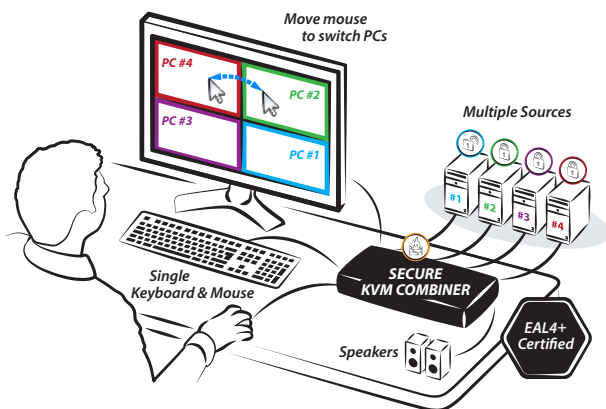 Move mouse
to switch PCs
PC #4
PC #2
PC #3
PC #1
Multiple Sources
#1
#2
#3
#4
SECURE
KVM COMBINER
Single
Keyboard & Mouse
Speakers
EAL4+
Certified